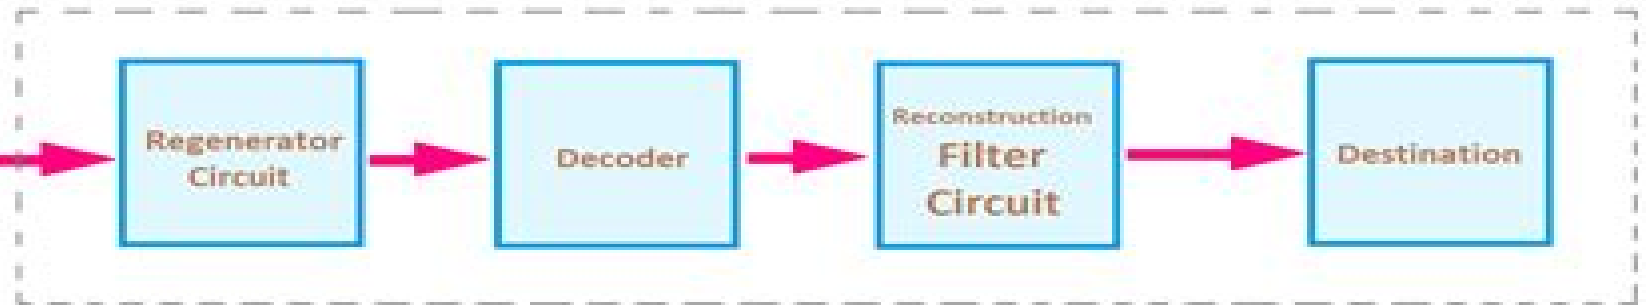 Regenerator
Circuit
Decoder
Reconstruction
Filter
Circuit
Destination